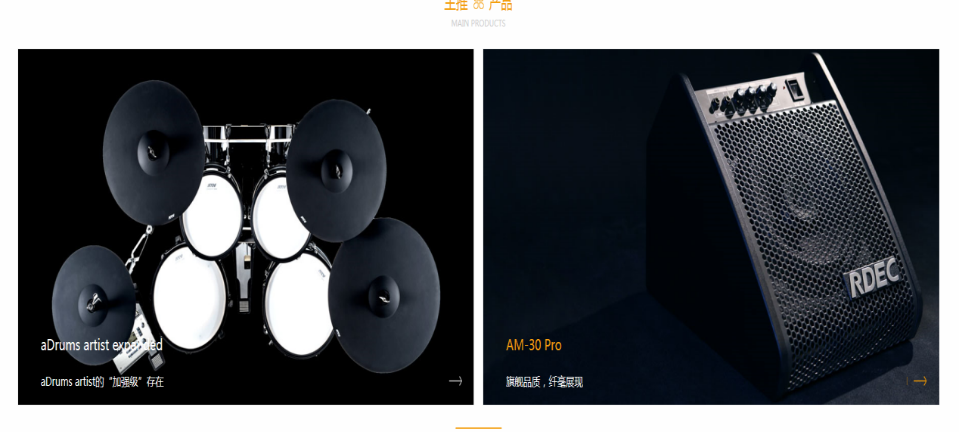 主推 产品
MAIN PRODUCTS
RDEC
aDrums artist expanded
aDrums artist的“加强级”存在
AM-30 Pro
旗舰品质，纤毫展现